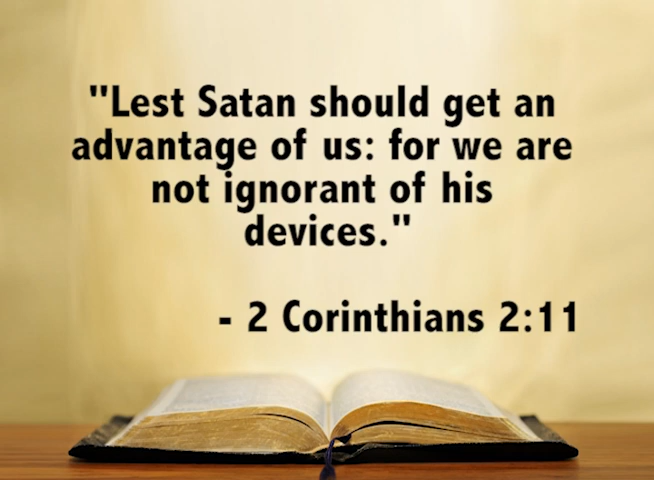 "Lest Satan should get an
advantage of us: for we are
not ignorant of his
devices."
- 2 Corinthians 2:11